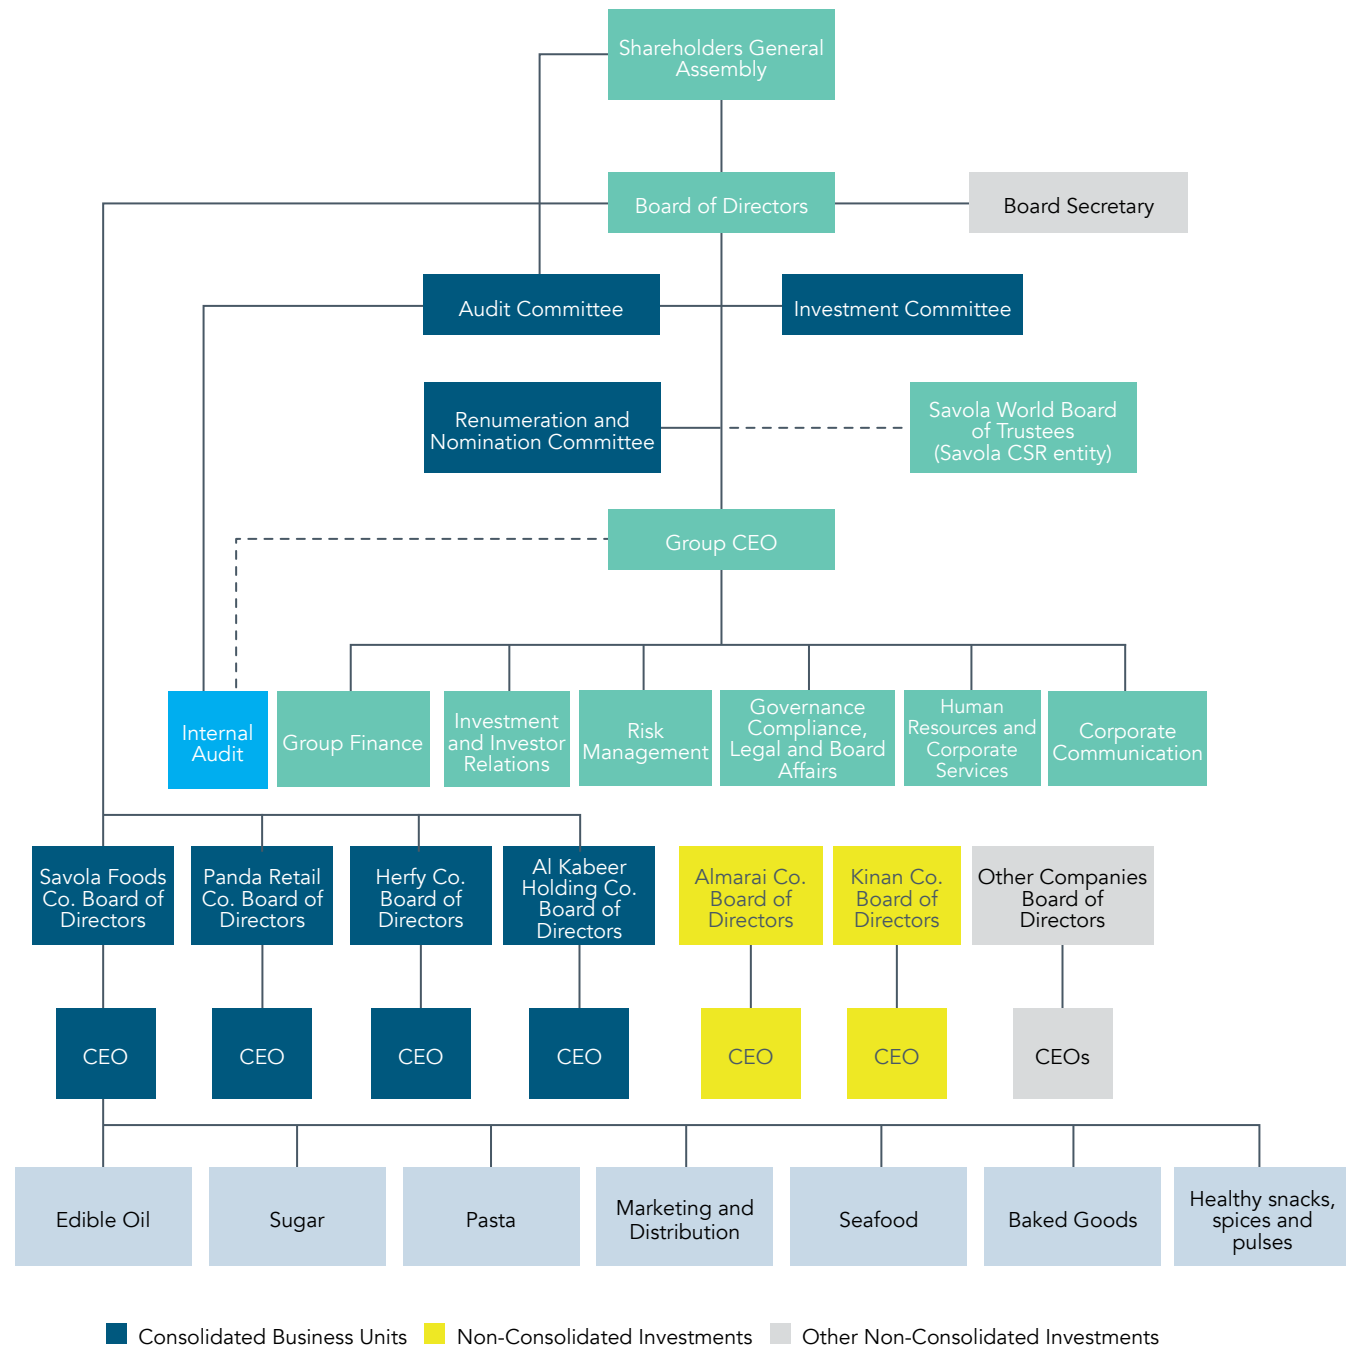 Shareholders General
Assembly
Board of Directors
Board Secretary
Audit Committee
Investment Committee
Renumeration and
Nomination Committee
Savola World Board
of Trustees
(Savola CSR entity)
Group CEO
Internal
Audit
Group Finance
Investment
and Investor
Relations
Risk
Management
Governance
Compliance,
Legal and Board
Affairs
Human
Resources and
Corporate
Services
Corporate
Communication
Savola Foods
Co. Board of
Directors
Panda Retail
Co. Board of
Directors
Herfy Co.
Board of
Directors
Al Kabeer
Holding Co.
Board of
Directors
Almarai Co.
Board of
Directors
Kinan Co.
Board of
Directors
Other Companies
Board of
Directors
CEO
CEO
CEO
CEO
CEO
CEO
CEOs
Edible Oil
Sugar
Pasta
Marketing and
Distribution
Seafood
Baked Goods
Healthy snacks,
spices and
pulses
Consolidated Business Units
Non-Consolidated Investments
Other Non-Consolidated Investments